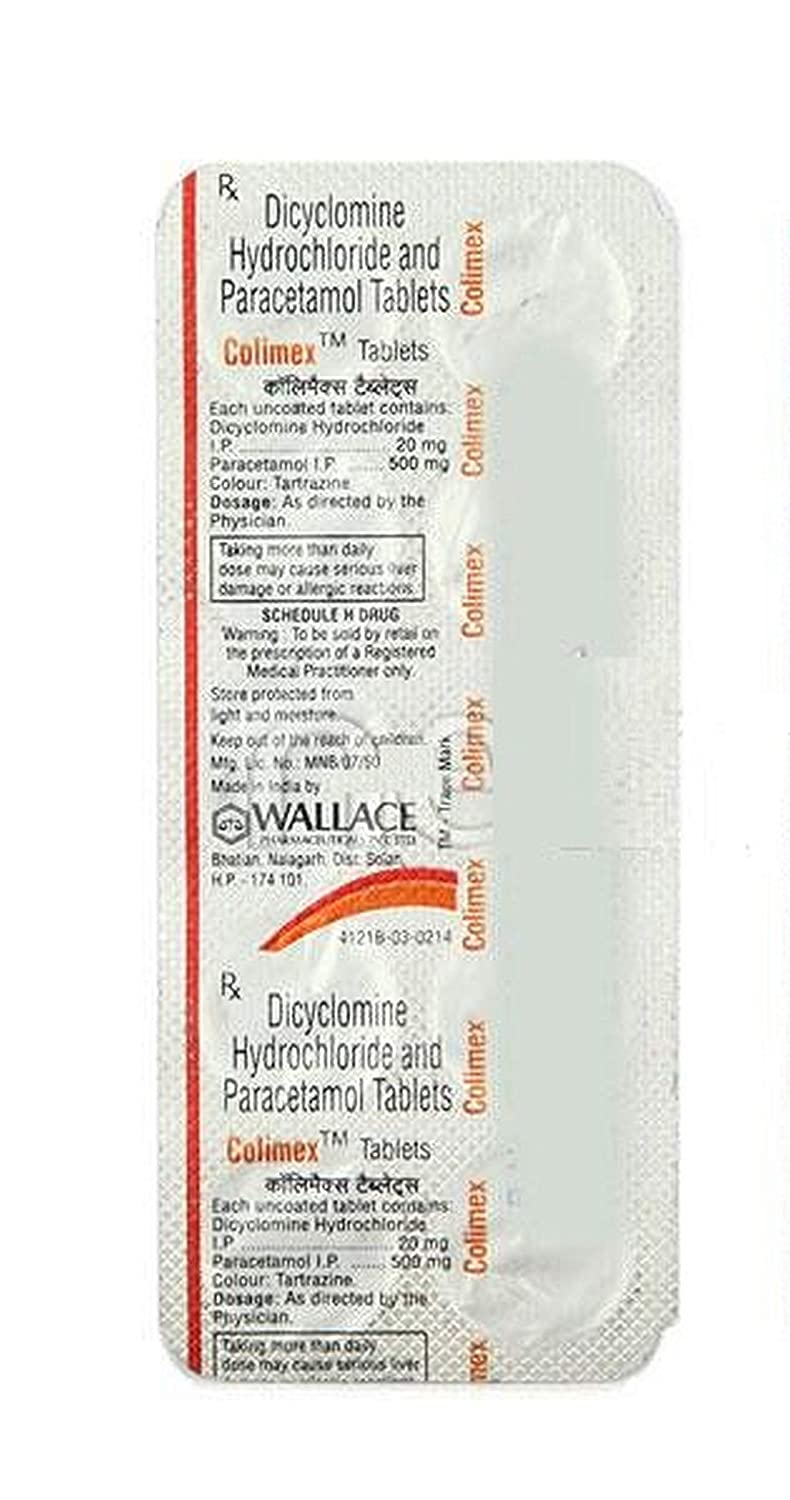 Rx
Dicyclomine
Hydrochloride and
Paracetamol Tablets
Colimex™ Tablets
कॉलिमैक्स टैब्लेट्स
Each uncoated tablet contains:
Dicyclomine Hydrochloride
I.P. .......................... 20 mg
Paracetamol I.P. ....... 500 mg
Colour: Tartrazine
Dosage: As directed by the
Physician.
Taking more than daily
dose may cause serious liver
damage or allergic reactions
SCHEDULE H DRUG
Warning : To be sold by retail on
the prescription of a Registered
Medical Practitioner only.
Store protected from
light and moisture.
Keep out of the reach of children.
Mfg. Lic. No.: MNB/07/50
Made in India by
WALLACE
PHARMACEUTICALS PVT. LTD.
Bhatian, Nalagarh, Dist. Solan,
H.P. - 174 101.
TM - Trade Mark
4121B-03-0214
Rx
Dicyclomine
Hydrochloride and
Paracetamol Tablets
Colimex™ Tablets
कॉलिमैक्स टैब्लेट्स
Each uncoated tablet contains:
Dicyclomine Hydrochloride
I.P. .......................... 20 mg
Paracetamol I.P. ....... 500 mg
Colour: Tartrazine
Dosage: As directed by the
Physician.
Taking more than daily
dose may cause serious liver
Colimex
Colimex
Colimex
Colimex
Colimex
Colimex
Colimex
mex